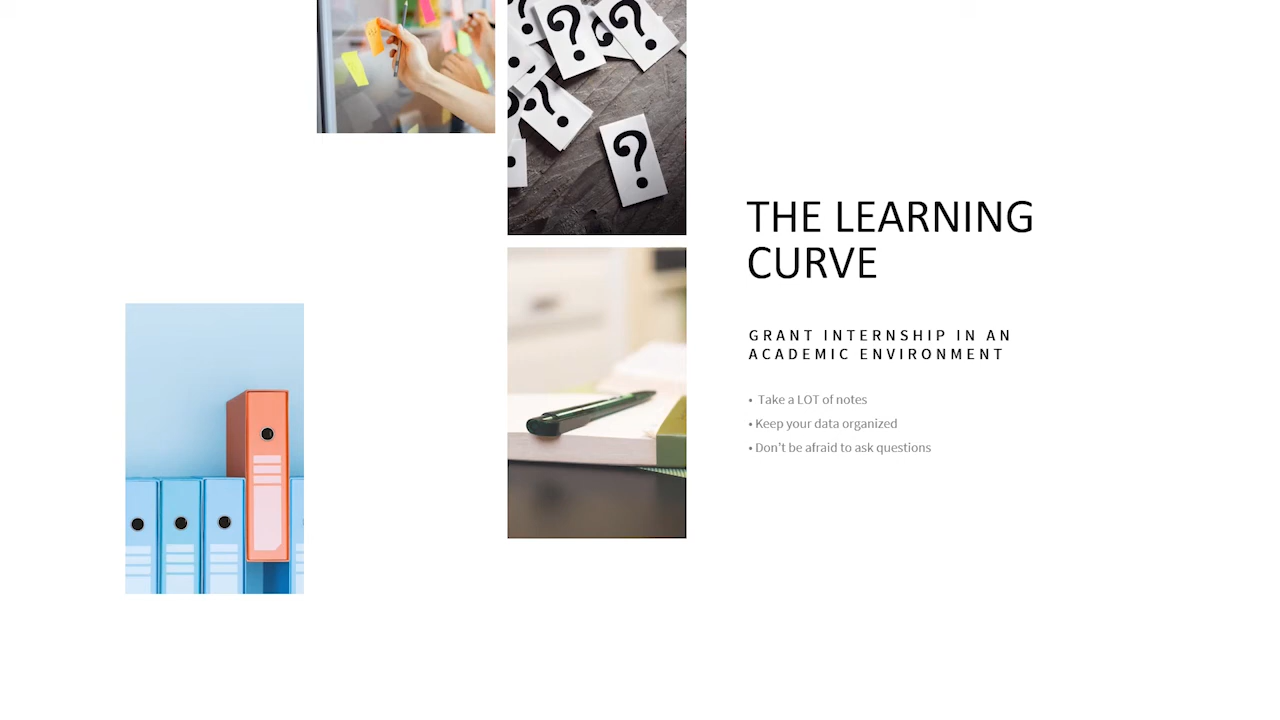 THE LEARNING
CURVE
GRANT INTERNSHIP IN AN
ACADEMIC ENVIRONMENT
• Take a LOT of notes
• Keep your data organized
• Don't be afraid to ask questions